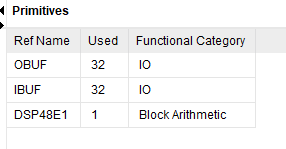 Primitives
Ref Name Used Functional Category
OBUF 32 IO
IBUF 32 IO
DSP48E1 1 Block Arithmetic